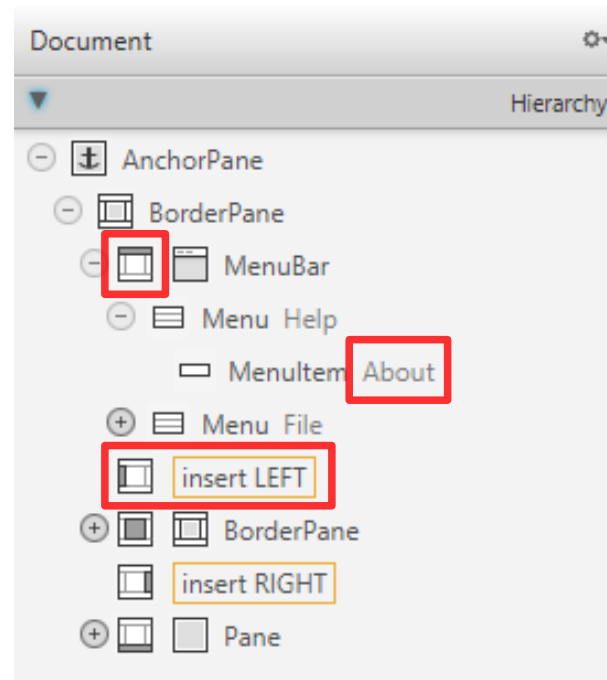 Document
Hierarchy
AnchorPane
BorderPane
MenuBar
Menu Help
MenuItem About
Menu File
insert LEFT
BorderPane
insert RIGHT
Pane